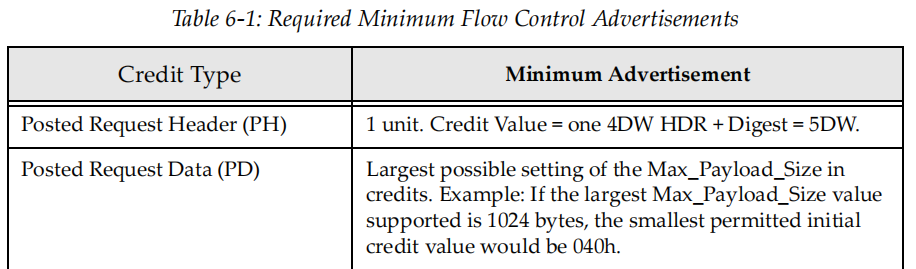 Table 6-1: Required Minimum Flow Control Advertisements
Credit Type
Minimum Advertisement
Posted Request Header (PH)
1 unit. Credit Value = one 4DW HDR + Digest = 5DW.
Posted Request Data (PD)
Largest possible setting of the Max_Payload_Size in
credits. Example: If the largest Max_Payload_Size value
supported is 1024 bytes, the smallest permitted initial
credit value would be 040h.